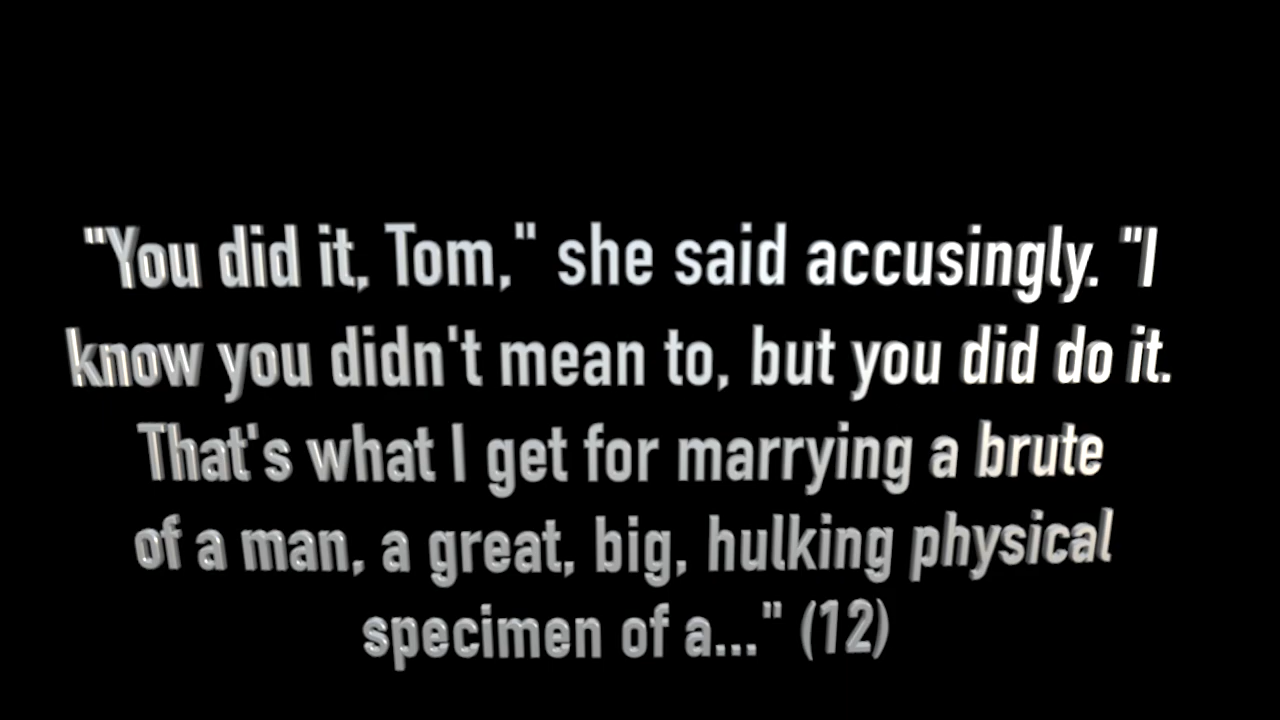 "You did it, Tom," she said accusingly. "I
know you didn't mean to, but you did do it.
That's what I get for marrying a brute
of a man, a great, big, hulking physical
specimen of a..." (12)